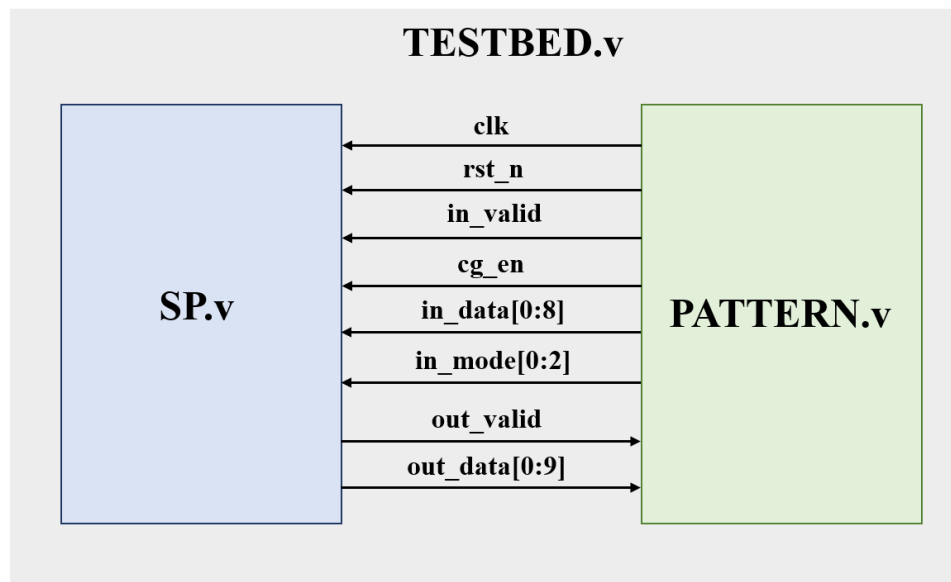 TESTBED.v
clk
rst_n
in_valid
cg_en
SP.v
PATTERN.v
in_data[0:8]
in_mode[0:2]
out_valid
out_data[0:9]